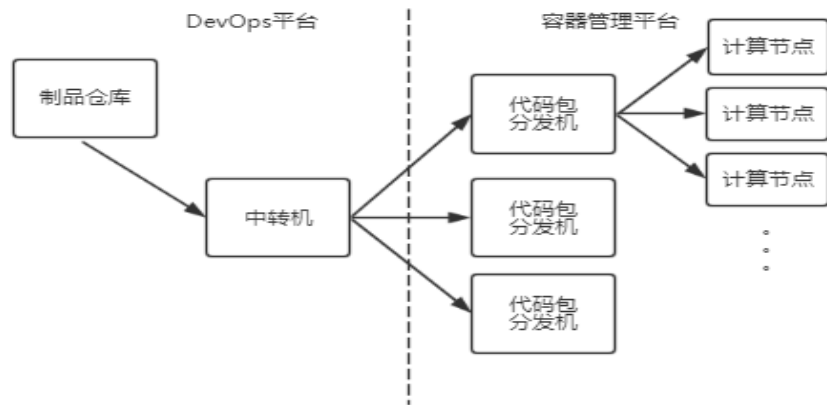 DevOps平台
容器管理平台
制品仓库
中转机
代码包
分发机
代码包
分发机
代码包
分发机
计算节点
计算节点
计算节点